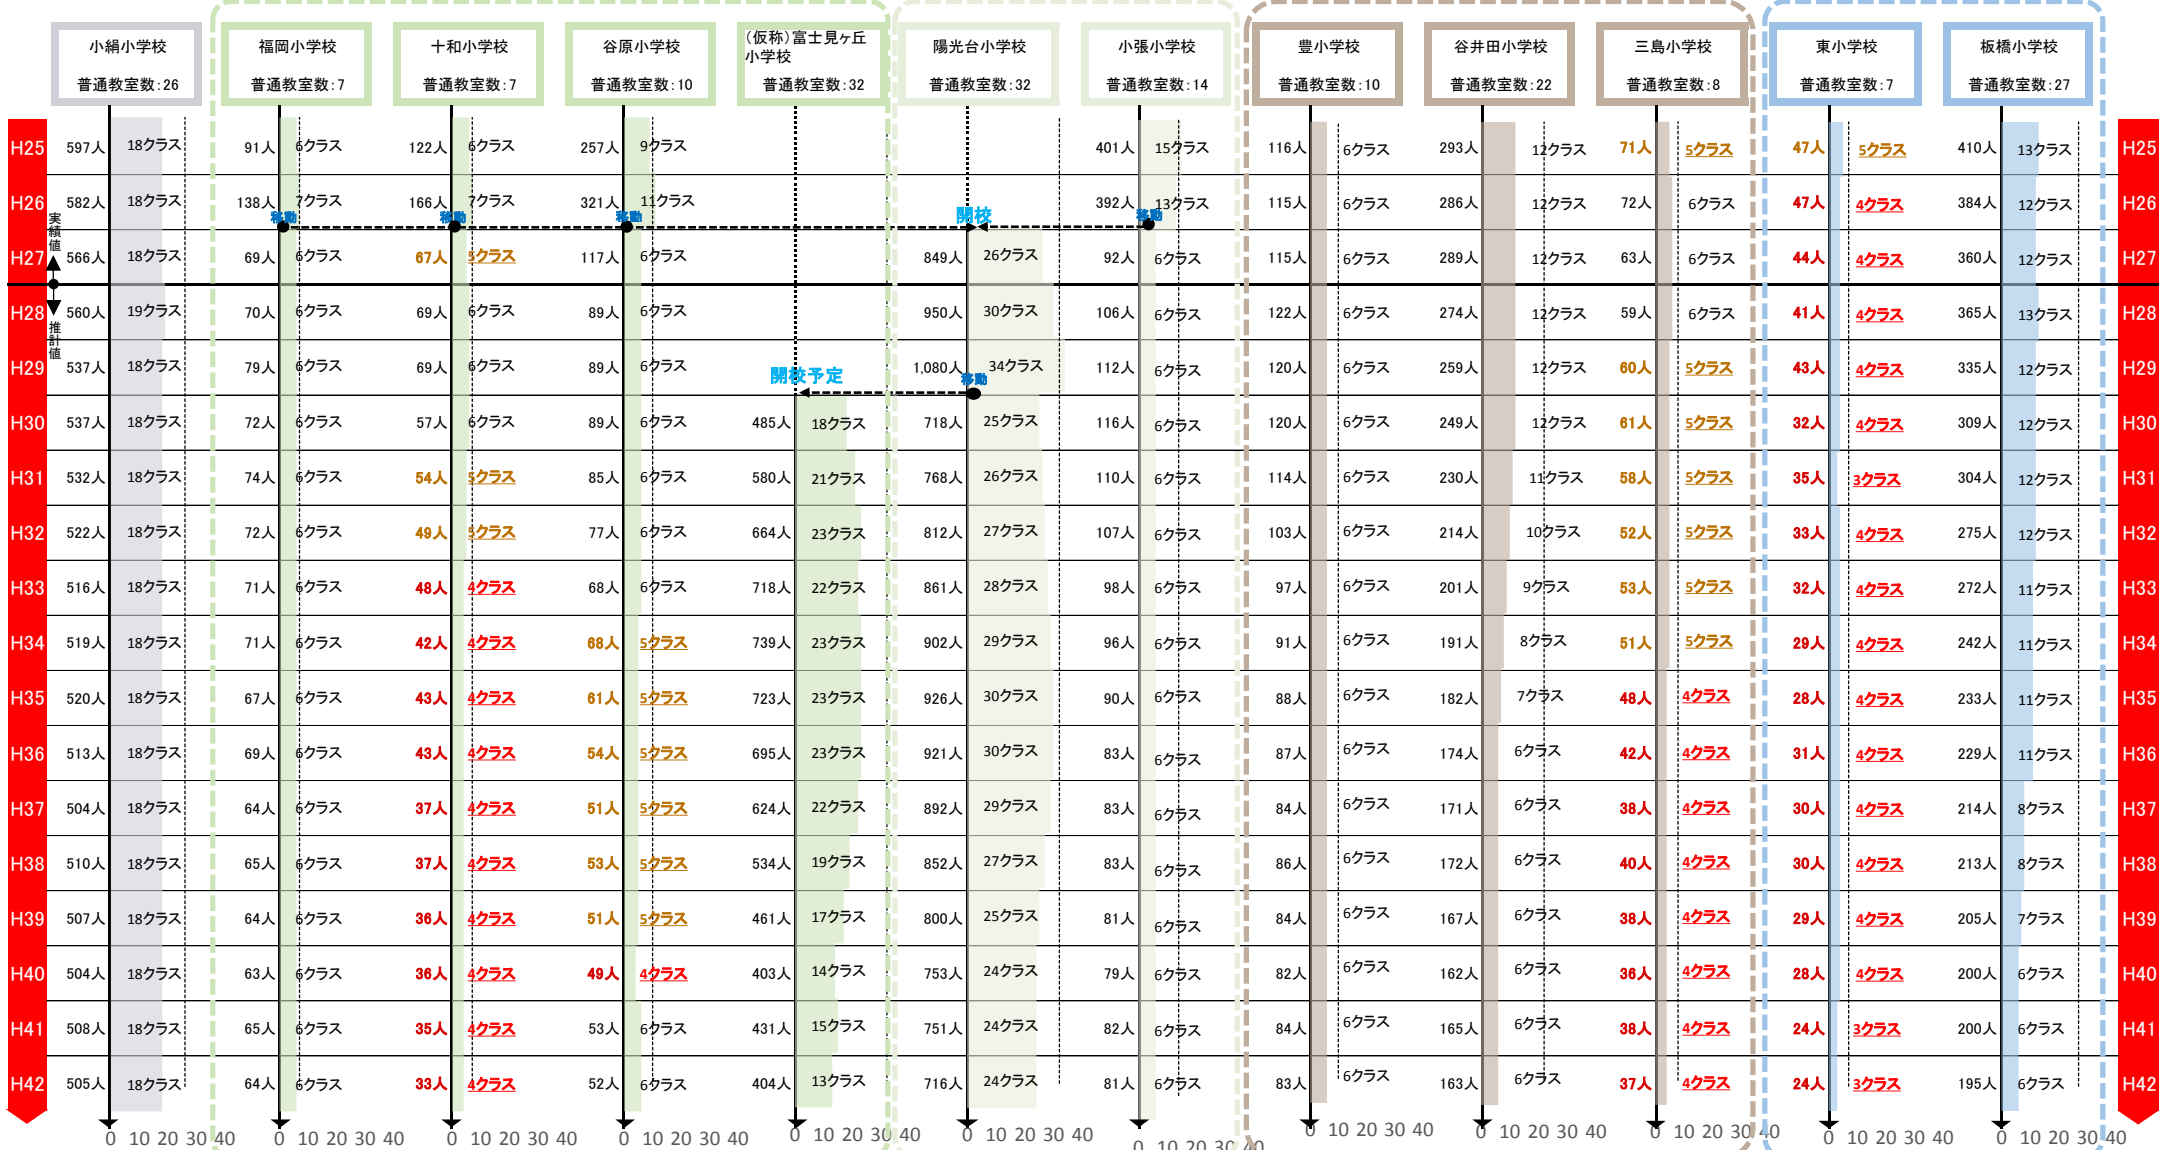 小絹小学校 福岡小学校 十和小学校 谷原小学校 (仮称)富士見ヶ丘小学校 陽光台小学校 小張小学校 豊小学校 谷井田小学校 三島小学校 東小学校 板橋小学校
普通教室数:26 普通教室数:7 普通教室数:7 普通教室数:10 普通教室数:32 普通教室数:32 普通教室数:14 普通教室数:10 普通教室数:22 普通教室数:8 普通教室数:7 普通教室数:27
H25 597人 18クラス 91人 6クラス 122人 6クラス 257人 9クラス 401人 15クラス 116人 6クラス 293人 12クラス 71人 5クラス 47人 5クラス 410人 13クラス H25
H26 582人 18クラス 138人 7クラス 166人 7クラス 321人 11クラス 392人 13クラス 115人 6クラス 286人 12クラス 72人 6クラス 47人 4クラス 384人 12クラス H26
実績値 移動 移動 移動 開校 移動
H27 566人 18クラス 69人 6クラス 67人 5クラス 117人 6クラス 849人 26クラス 92人 6クラス 115人 6クラス 289人 12クラス 63人 6クラス 44人 4クラス 360人 12クラス H27
H28 560人 19クラス 70人 6クラス 69人 6クラス 89人 6クラス 950人 30クラス 106人 6クラス 122人 6クラス 274人 12クラス 59人 6クラス 41人 4クラス 365人 13クラス H28
推計値
H29 537人 18クラス 79人 6クラス 69人 6クラス 89人 6クラス 1,080人 34クラス 112人 6クラス 120人 6クラス 259人 12クラス 60人 5クラス 43人 4クラス 335人 12クラス H29
開校予定 移動
H30 537人 18クラス 72人 6クラス 57人 6クラス 89人 6クラス 485人 18クラス 718人 25クラス 116人 6クラス 120人 6クラス 249人 12クラス 61人 5クラス 32人 4クラス 309人 12クラス H30
H31 532人 18クラス 74人 6クラス 54人 5クラス 85人 6クラス 580人 21クラス 768人 26クラス 110人 6クラス 114人 6クラス 230人 11クラス 58人 5クラス 35人 3クラス 304人 12クラス H31
H32 522人 18クラス 72人 6クラス 49人 5クラス 77人 6クラス 664人 23クラス 812人 27クラス 107人 6クラス 103人 6クラス 214人 10クラス 52人 5クラス 33人 4クラス 275人 12クラス H32
H33 516人 18クラス 71人 6クラス 48人 4クラス 68人 6クラス 718人 22クラス 861人 28クラス 98人 6クラス 97人 6クラス 201人 9クラス 53人 5クラス 32人 4クラス 272人 11クラス H33
H34 519人 18クラス 71人 6クラス 42人 4クラス 68人 5クラス 739人 23クラス 902人 29クラス 96人 6クラス 91人 6クラス 191人 8クラス 51人 5クラス 29人 4クラス 242人 11クラス H34
H35 520人 18クラス 67人 6クラス 43人 4クラス 61人 5クラス 723人 23クラス 926人 30クラス 90人 6クラス 88人 6クラス 182人 7クラス 48人 4クラス 28人 4クラス 233人 11クラス H35
H36 513人 18クラス 69人 6クラス 43人 4クラス 54人 5クラス 695人 23クラス 921人 30クラス 83人 6クラス 87人 6クラス 174人 6クラス 42人 4クラス 31人 4クラス 229人 11クラス H36
H37 504人 18クラス 64人 6クラス 37人 4クラス 51人 5クラス 624人 22クラス 892人 29クラス 83人 6クラス 84人 6クラス 171人 6クラス 38人 4クラス 30人 4クラス 214人 8クラス H37
H38 510人 18クラス 65人 6クラス 37人 4クラス 53人 5クラス 534人 19クラス 852人 27クラス 83人 6クラス 86人 6クラス 172人 6クラス 40人 4クラス 30人 4クラス 213人 8クラス H38
H39 507人 18クラス 64人 6クラス 36人 4クラス 51人 5クラス 461人 17クラス 800人 25クラス 81人 6クラス 84人 6クラス 167人 6クラス 38人 4クラス 29人 4クラス 205人 7クラス H39
H40 504人 18クラス 63人 6クラス 36人 4クラス 49人 4クラス 403人 14クラス 753人 24クラス 79人 6クラス 82人 6クラス 162人 6クラス 36人 4クラス 28人 4クラス 200人 6クラス H40
H41 508人 18クラス 65人 6クラス 35人 4クラス 53人 6クラス 431人 15クラス 751人 24クラス 82人 6クラス 84人 6クラス 165人 6クラス 38人 4クラス 24人 3クラス 200人 6クラス H41
H42 505人 18クラス 64人 6クラス 33人 4クラス 52人 6クラス 404人 13クラス 716人 24クラス 81人 6クラス 83人 6クラス 163人 6クラス 37人 4クラス 24人 3クラス 195人 6クラス H42
0 10 20 30 40 0 10 20 30 40 0 10 20 30 40 0 10 20 30 40 0 10 20 30 40 0 10 20 30 40 0 10 20 30 40 0 10 20 30 40 0 10 20 30 40 0 10 20 30 40 0 10 20 30 40 0 10 20 30 40